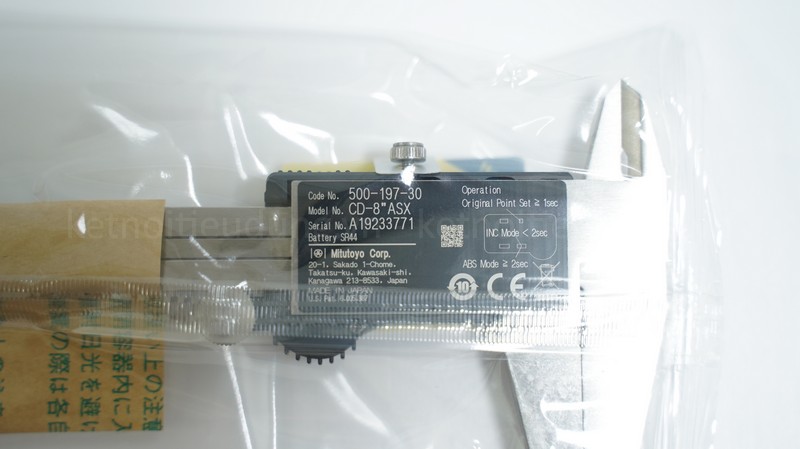 Code No. 500-197-30
Model No. CD-8"ASX
Serial No. A19233771
Battery SR44
Mitutoyo Corp.
20-1, Sakado 1-Chome,
Takatsu-ku, Kawasaki-shi,
Kanagawa 213-8533, Japan
MADE IN JAPAN
Operation
Original Point Set ≥ 1sec
INC Mode < 2sec
ABS Mode ≥ 2sec
10
CE
上の注
器内に入
日光を避
の際は各自